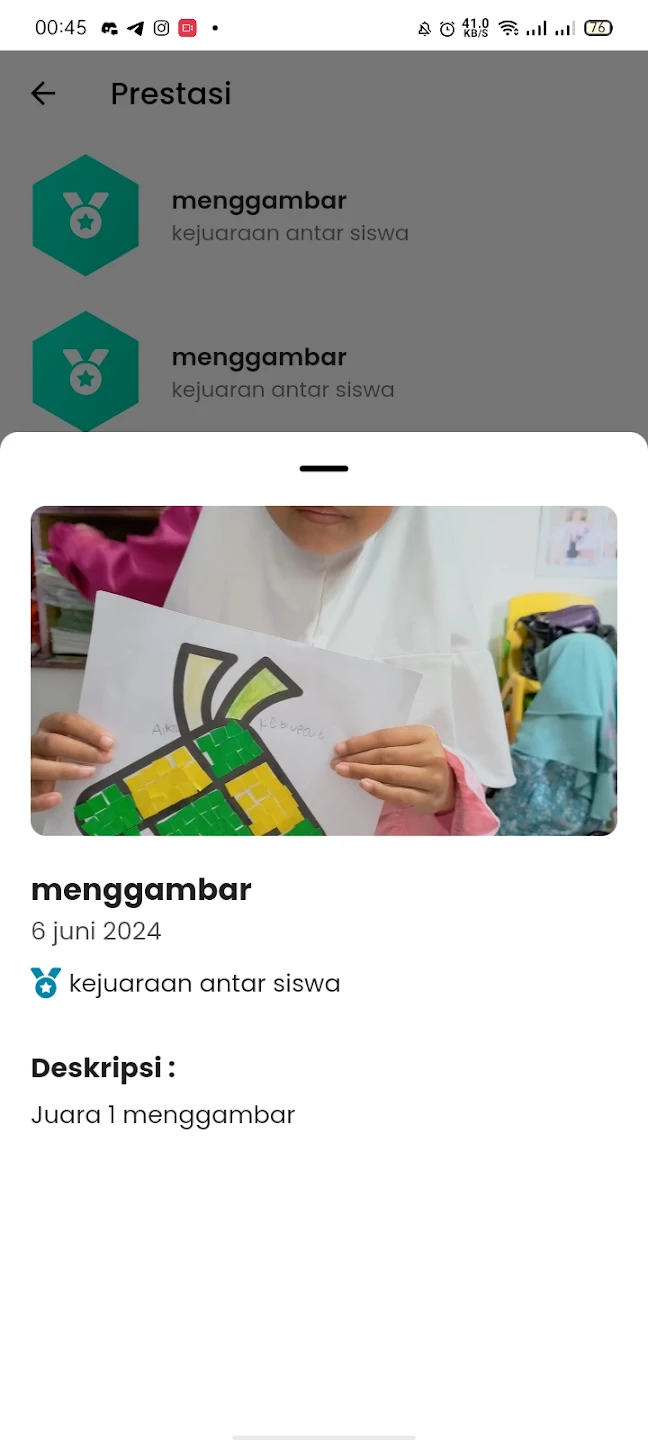 00:45
41.0
KB/S
76
Prestasi
menggambar
kejuaraan antar siswa
menggambar
kejuaran antar siswa
menggambar
6 juni 2024
kejuaraan antar siswa
Deskripsi :
Juara 1 menggambar